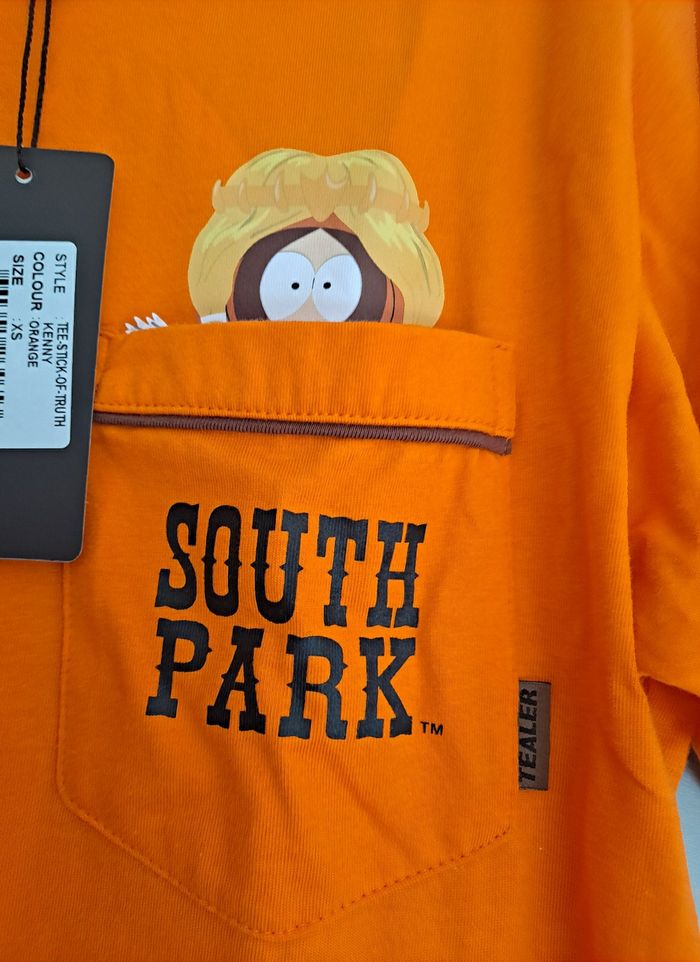 STYLE : TEE-STICK-OF-TRUTH
KENNY
COLOUR : ORANGE
SIZE : XS
SOUTH
PARK
TM
TEALER